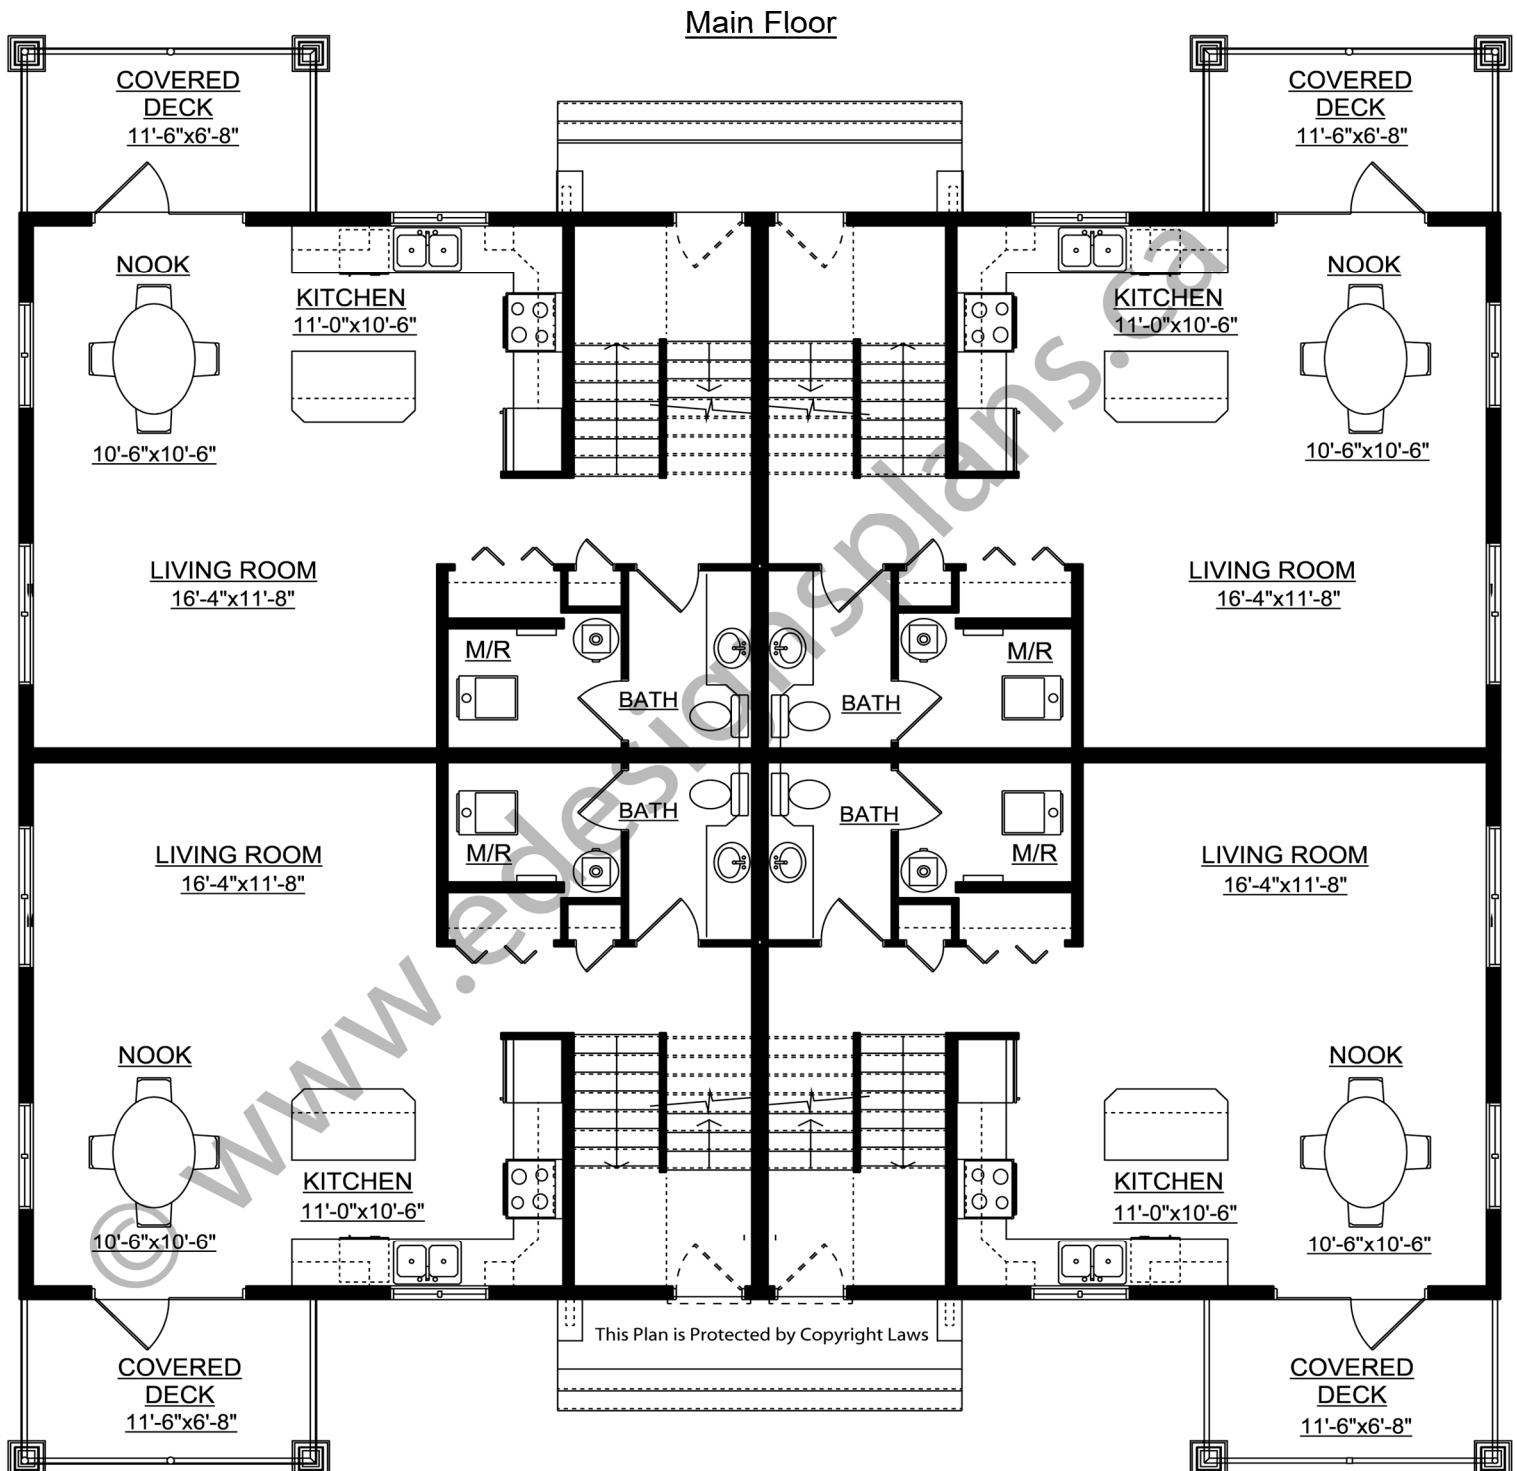 Main Floor
COVERED
DECK
11'-6"x6'-8"
COVERED
DECK
11'-6"x6'-8"
NOOK
KITCHEN
11'-0"x10'-6"
10'-6"x10'-6"
KITCHEN
11'-0"x10'-6"
NOOK
10'-6"x10'-6"
LIVING ROOM
16'-4"x11'-8"
LIVING ROOM
16'-4"x11'-8"
M/R
BATH
BATH
M/R
© www.edesignsplans.ca
M/R
BATH
BATH
M/R
LIVING ROOM
16'-4"x11'-8"
LIVING ROOM
16'-4"x11'-8"
NOOK
10'-6"x10'-6"
KITCHEN
11'-0"x10'-6"
KITCHEN
11'-0"x10'-6"
NOOK
10'-6"x10'-6"
This Plan is Protected by Copyright Laws
COVERED
DECK
11'-6"x6'-8"
COVERED
DECK
11'-6"x6'-8"